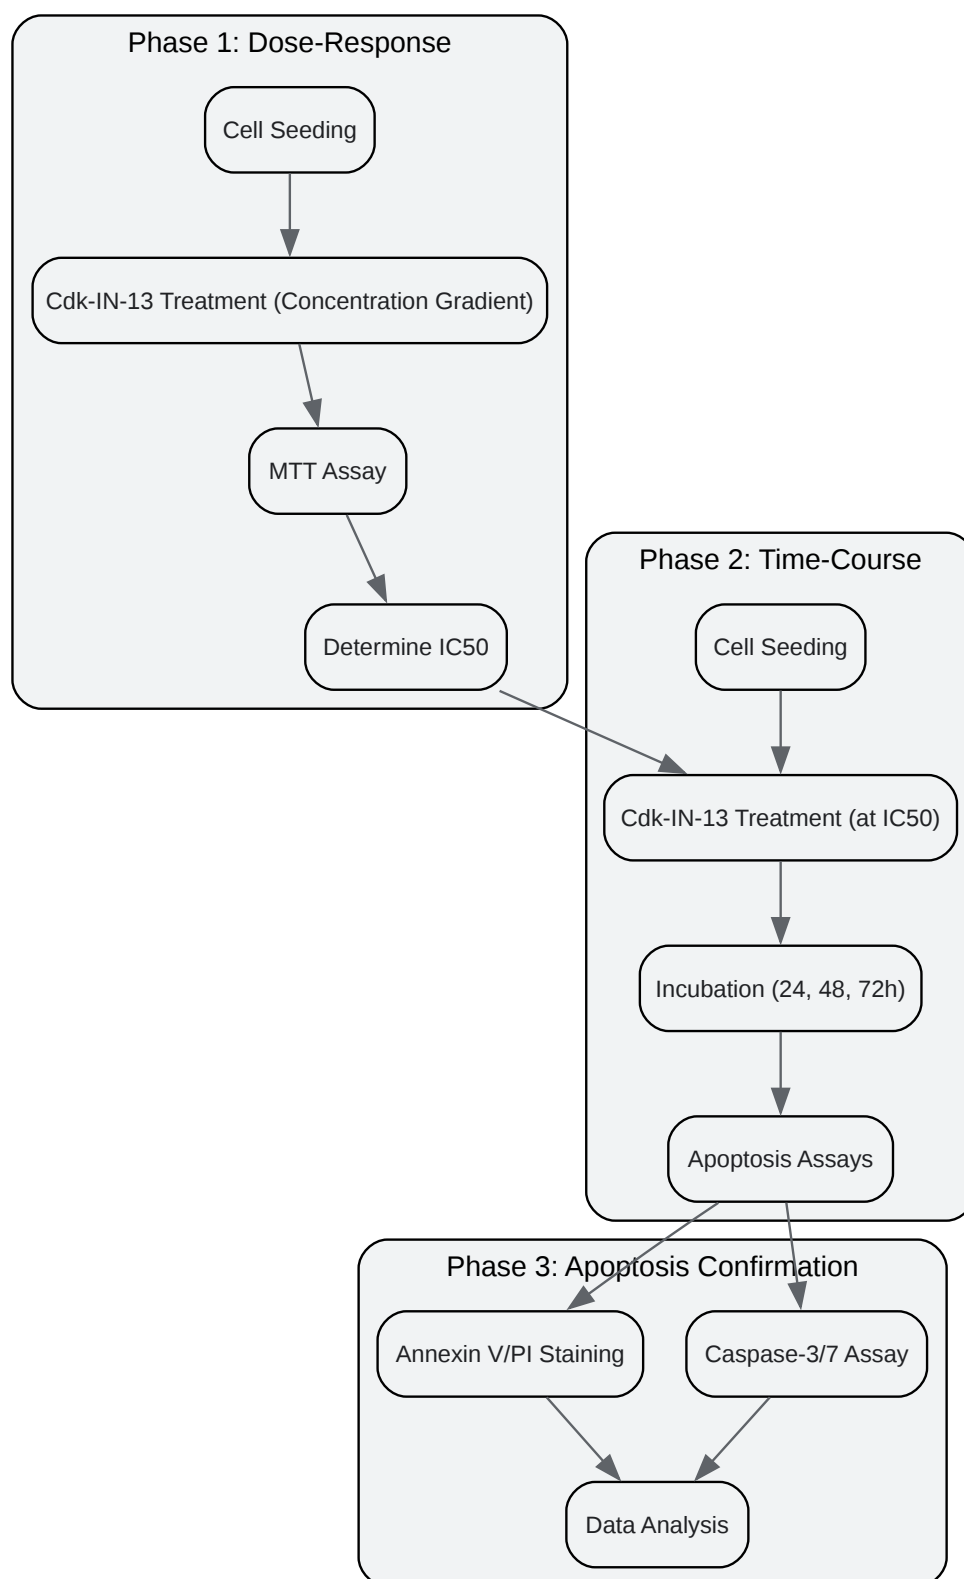 Phase 1: Dose-Response
Cell Seeding
Cdk-IN-13 Treatment (Concentration Gradient)
MTT Assay
Determine IC50
Phase 2: Time-Course
Cell Seeding
Cdk-IN-13 Treatment (at IC50)
Incubation (24, 48, 72h)
Apoptosis Assays
Phase 3: Apoptosis Confirmation
Annexin V/PI Staining
Caspase-3/7 Assay
Data Analysis